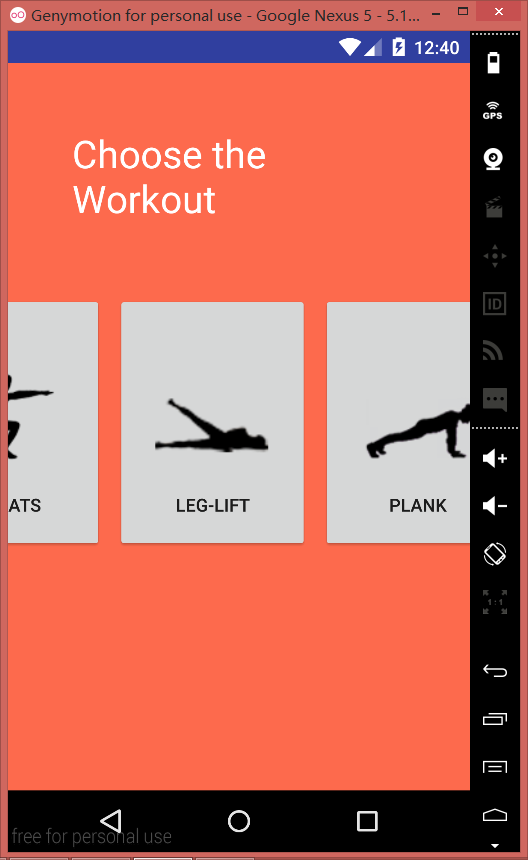 Genymotion for personal use - Google Nexus 5 - 5.1...
12:40
GPS
Choose the
Workout
ID
ATS
LEG-LIFT
PLANK
1:1
free for personal use